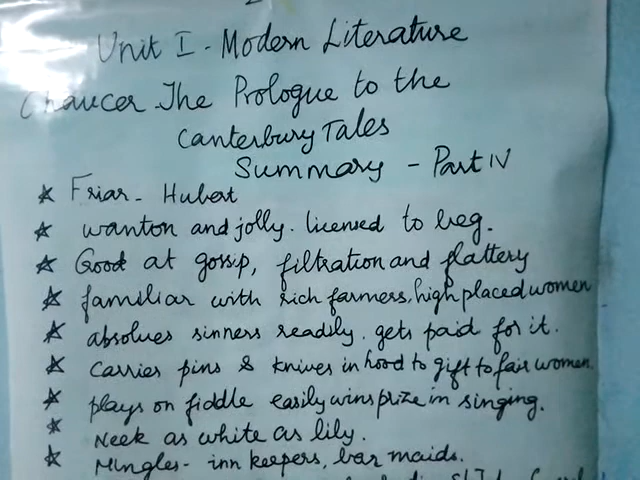 Unit I - Modern Literature
Chaucer - The Prologue to the
Canterbury Tales
Summary - Part IV
* Friar - Hubert
* wanton and jolly. licensed to beg.
* Good at gossip, filtration and flattery
* familiar with rich farmers, high placed women
* absolves sinners readily. gets paid for it.
* Carries pins & knives in hood to gift to fair women.
* plays on fiddle easily wins prize in singing.
* Neck as white as lily.
* Mingles - inn keepers, bar maids.